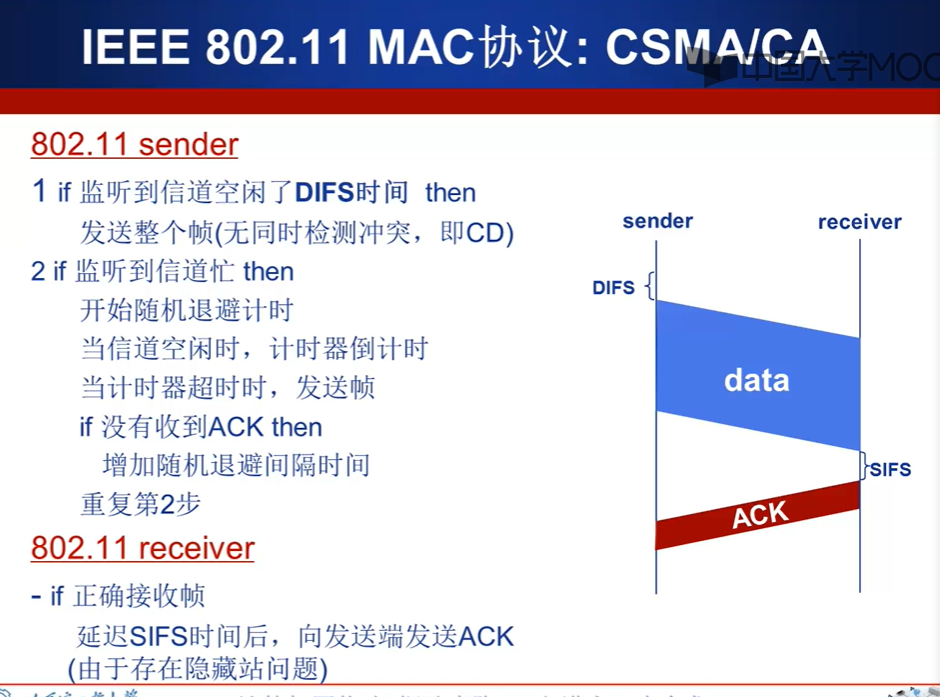 IEEE 802.11 MAC协议: CSMA/CA
中国大学MOO
802.11 sender
1 if 监听到信道空闲了DIFS时间 then
发送整个帧(无同时检测冲突，即CD)
2 if 监听到信道忙 then
开始随机退避计时
当信道空闲时，计时器倒计时
当计时器超时时，发送帧
if 没有收到ACK then
增加随机退避间隔时间
重复第2步
802.11 receiver
- if 正确接收帧
延迟SIFS时间后，向发送端发送ACK
(由于存在隐藏站问题)
sender
receiver
DIFS
data
SIFS
ACK